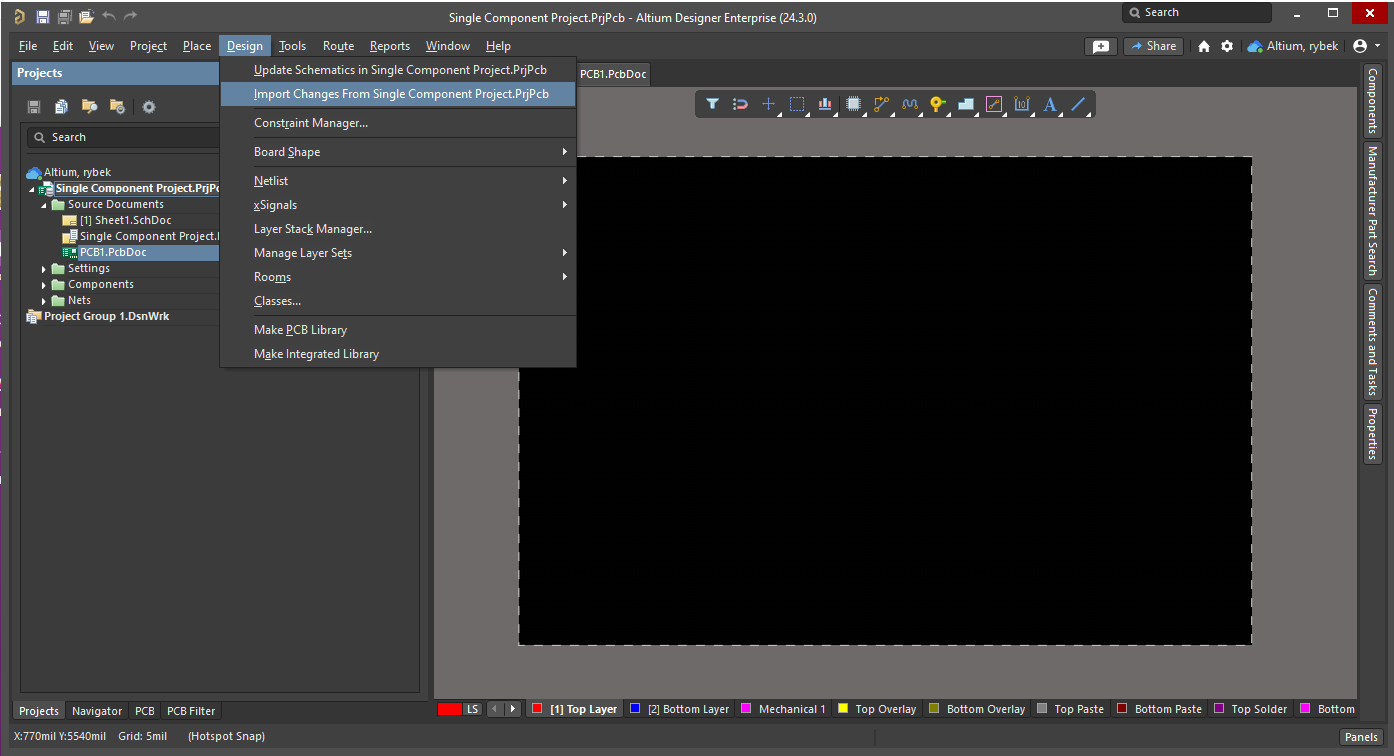 Single Component Project.PrjPcb - Altium Designer Enterprise (24.3.0)
Search
File Edit View Project Place Design Tools Route Reports Window Help
Share
Altium, rybek
Projects
PCB1.PcbDoc
Search
Altium, rybek
Single Component Project.PrjPc
Source Documents
[1] Sheet1.SchDoc
Single Component Project.
PCB1.PcbDoc
Settings
Components
Nets
Project Group 1.DsnWrk
Update Schematics in Single Component Project.PrjPcb
Import Changes From Single Component Project.PrjPcb
Constraint Manager...
Board Shape
Netlist
xSignals
Layer Stack Manager...
Manage Layer Sets
Rooms
Classes...
Make PCB Library
Make Integrated Library
10
A
Components
Manufacturer Part Search
Comments and Tasks
Properties
Projects Navigator PCB PCB Filter
LS [1] Top Layer [2] Bottom Layer Mechanical 1 Top Overlay Bottom Overlay Top Paste Bottom Paste Top Solder Bottom
X:770mil Y:5540mil Grid: 5mil (Hotspot Snap)
Panels